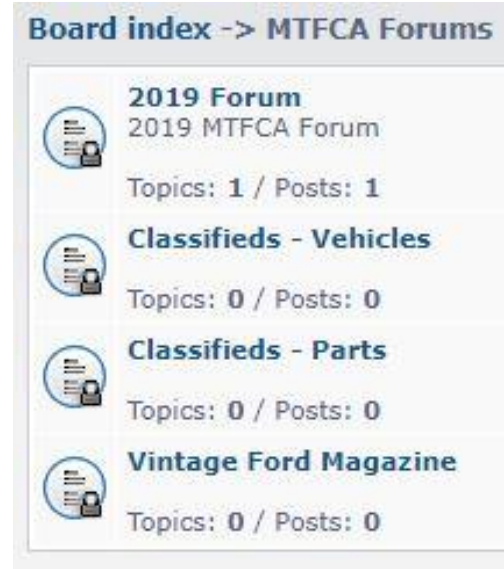 Board index -> MTFCA Forums
2019 Forum
2019 MTFCA Forum
Topics: 1 / Posts: 1
Classifieds - Vehicles
Topics: 0 / Posts: 0
Classifieds - Parts
Topics: 0 / Posts: 0
Vintage Ford Magazine
Topics: 0 / Posts: 0